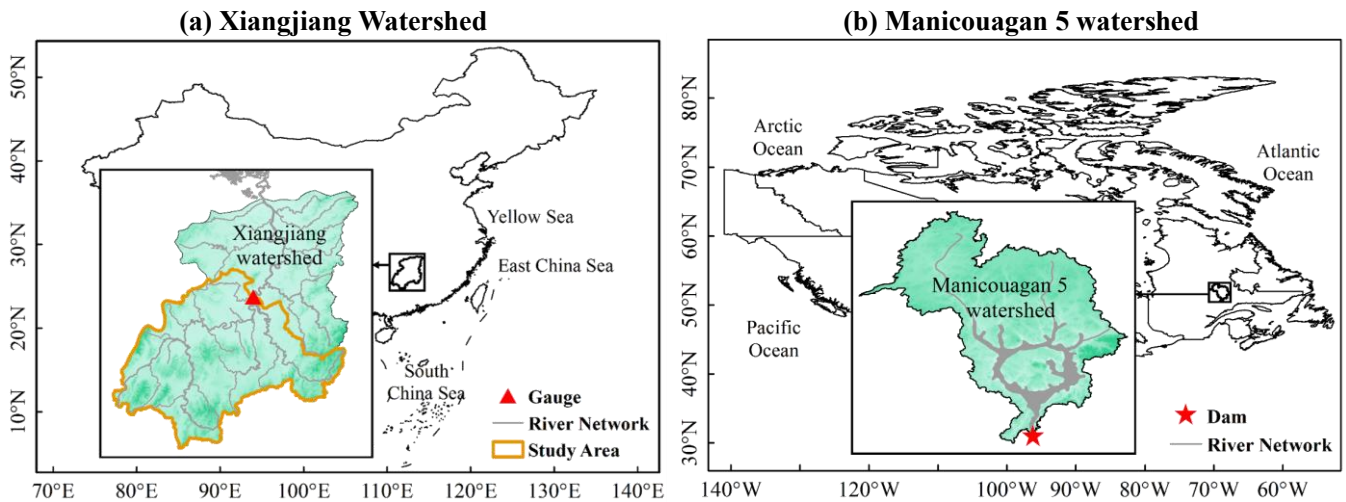 (a) Xiangjiang Watershed
50°N
40°N
30°N
20°N
10°N
Xiangjiang
watershed
Yellow Sea
East China Sea
South
China Sea
Gauge
River Network
Study Area
70°E
80°E
90°E
100°E
110°E
120°E
130°E
140°E
(b) Manicouagan 5 watershed
80°N
70°N
60°N
50°N
40°N
30°N
Arctic
Ocean
Atlantic
Ocean
Pacific
Ocean
Manicouagan 5
watershed
Dam
River Network
140°W
120°W
100°W
90°W
80°W
70°W
60°W